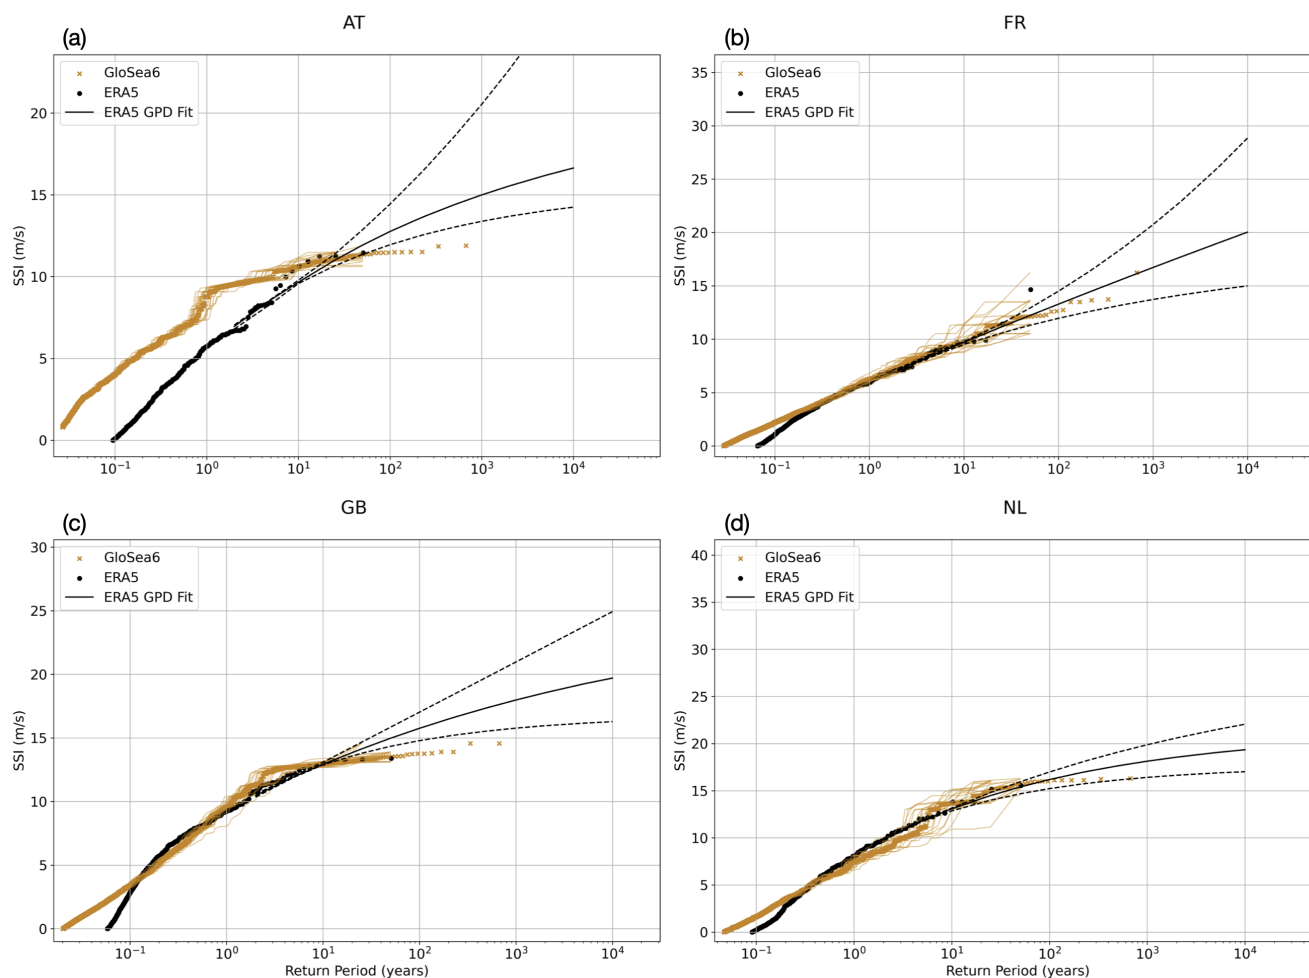 (a)
AT
GloSea6
ERA5
ERA5 GPD Fit
20
15
10
5
0
SSI (m/s)
10⁻¹
10⁰
10¹
10²
10³
10⁴
(b)
FR
GloSea6
ERA5
ERA5 GPD Fit
35
30
25
20
15
10
5
0
SSI (m/s)
10⁻¹
10⁰
10¹
10²
10³
10⁴
(c)
GB
GloSea6
ERA5
ERA5 GPD Fit
30
25
20
15
10
5
0
SSI (m/s)
10⁻¹
10⁰
10¹
10²
10³
10⁴
Return Period (years)
(d)
NL
GloSea6
ERA5
ERA5 GPD Fit
40
35
30
25
20
15
10
5
0
SSI (m/s)
10⁻¹
10⁰
10¹
10²
10³
10⁴
Return Period (years)